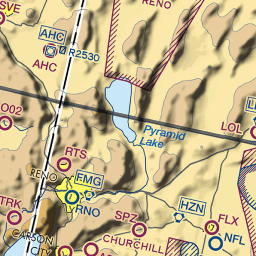 SVE
RENO
AHC
R2530
AHC
O02
Pyramid
Lake
LOL
RTS
RENO
FMG
RNO
HZN
TRK
SPZ
FLX
CARSON
CHURCHILL
NFL